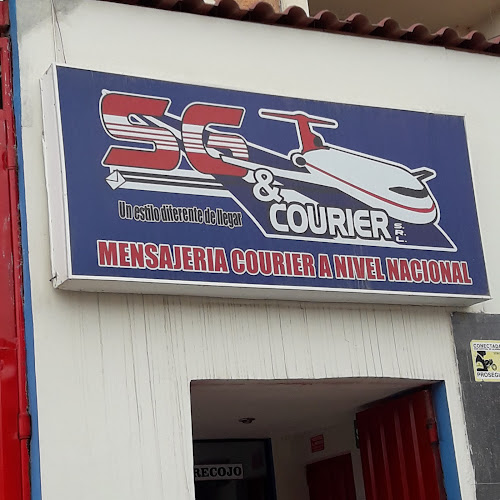 SG
& COURIER S.R.L.
Un estilo diferente de llegar
MENSAJERIA COURIER A NIVEL NACIONAL
RECOJO